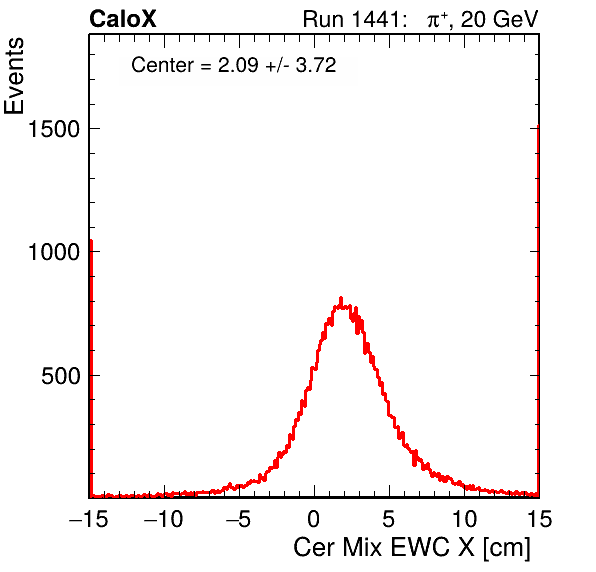 CaloX Run 1441: π⁺, 20 GeV
Center = 2.09 +/- 3.72
Events
1500
1000
500
−15 −10 −5 0 5 10 15
Cer Mix EWC X [cm]